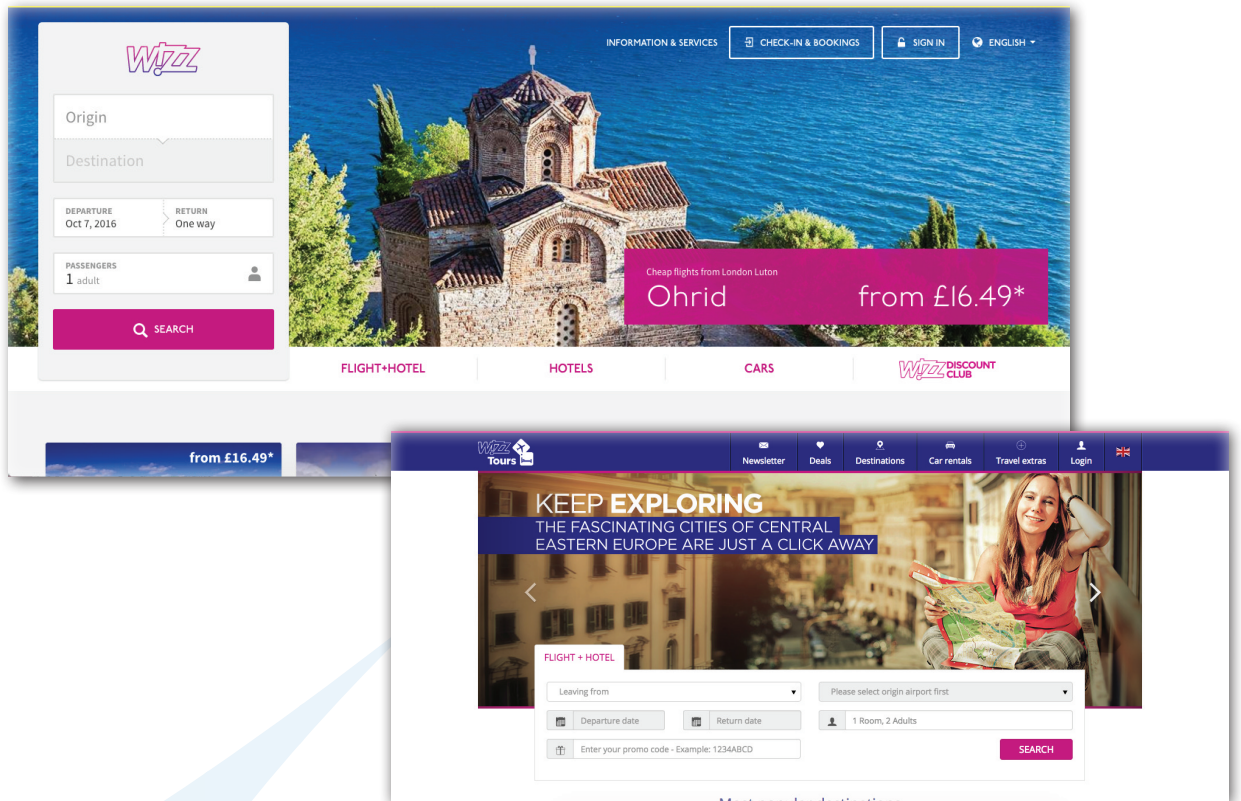 WIZZ
INFORMATION & SERVICES
CHECK-IN & BOOKINGS
SIGN IN
ENGLISH
Origin
Destination
DEPARTURE
Oct 7, 2016
RETURN
One way
PASSENGERS
1 adult
SEARCH
Cheap flights from London Luton
Ohrid from £16.49*
FLIGHT+HOTEL
HOTELS
CARS
WIZZ DISCOUNT
CLUB
from £16.49*
WIZZ
Tours
Newsletter
Deals
Destinations
Car rentals
Travel extras
Login
KEEP EXPLORING
THE FASCINATING CITIES OF CENTRAL
EASTERN EUROPE ARE JUST A CLICK AWAY
FLIGHT + HOTEL
Leaving from
Please select origin airport first
Departure date
Return date
1 Room, 2 Adults
Enter your promo code - Example: 1234ABCD
SEARCH
Most popular destinations